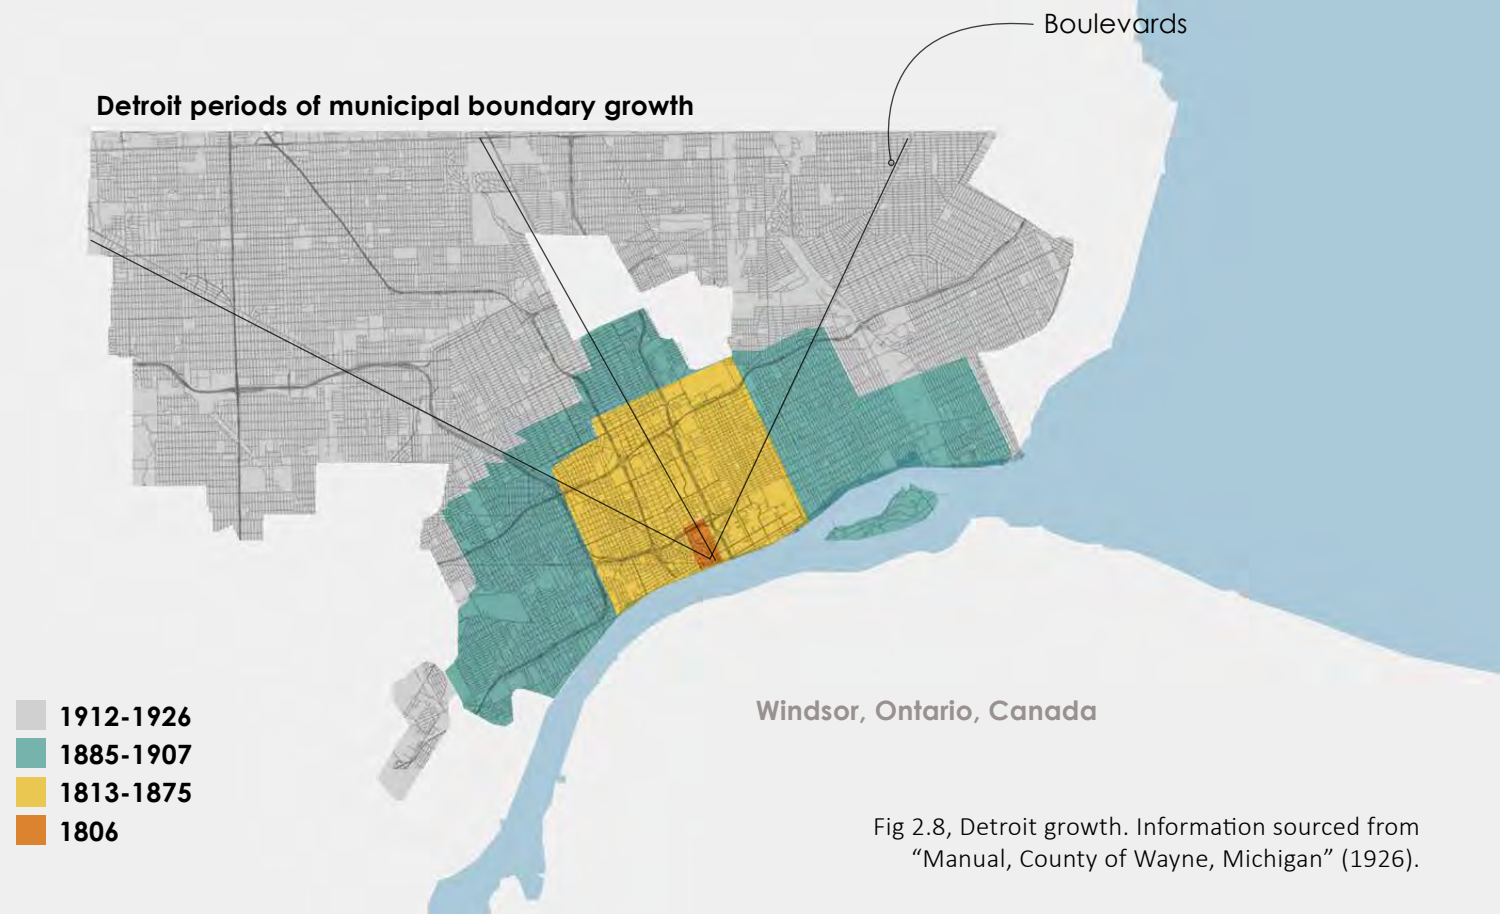 Boulevards
Detroit periods of municipal boundary growth
1912-1926
1885-1907
1813-1875
1806
Windsor, Ontario, Canada
Fig 2.8, Detroit growth. Information sourced from
“Manual, County of Wayne, Michigan” (1926).